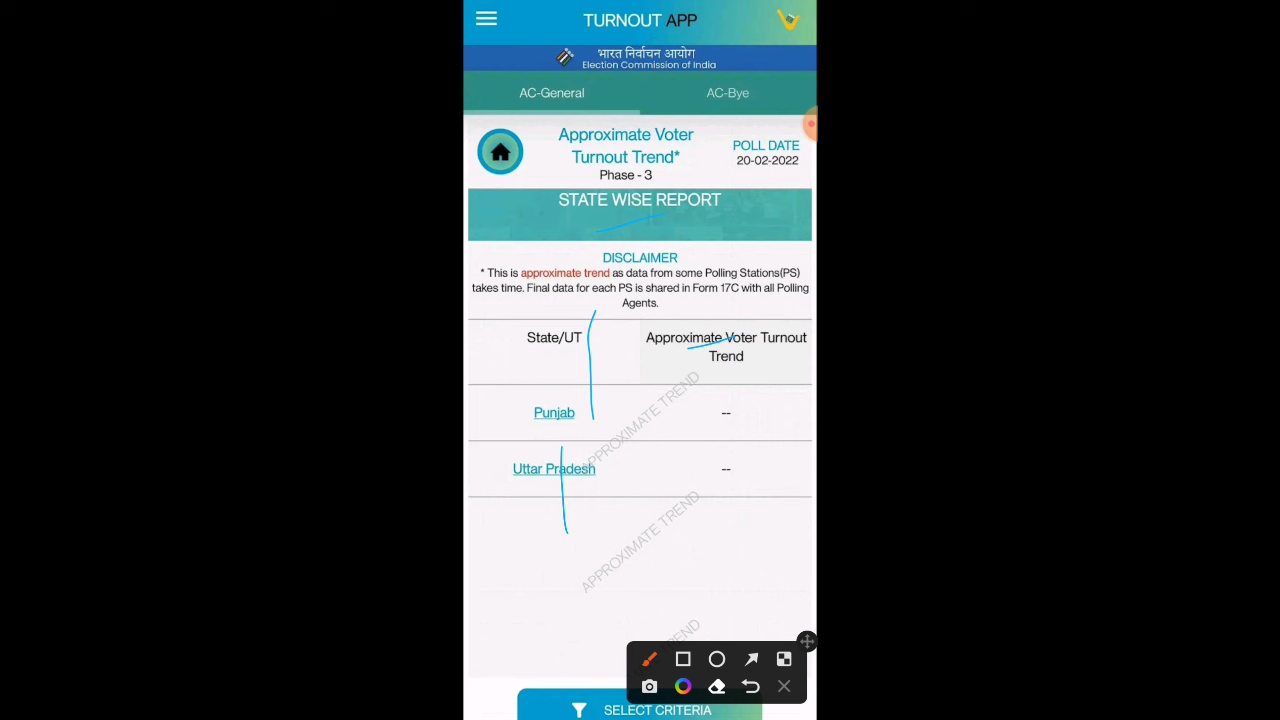 TURNOUT APP
भारत निर्वाचन आयोग
Election Commission of India
AC-General
AC-Bye
Approximate Voter
Turnout Trend*
Phase - 3
POLL DATE
20-02-2022
STATE WISE REPORT
DISCLAIMER
* This is approximate trend as data from some Polling Stations(PS)
takes time. Final data for each PS is shared in Form 17C with all Polling
Agents.
State/UT
Approximate Voter Turnout
Trend
Punjab
--
Uttar Pradesh
--
APPROXIMATE TREND
APPROXIMATE TREND
TREND
SELECT CRITERIA